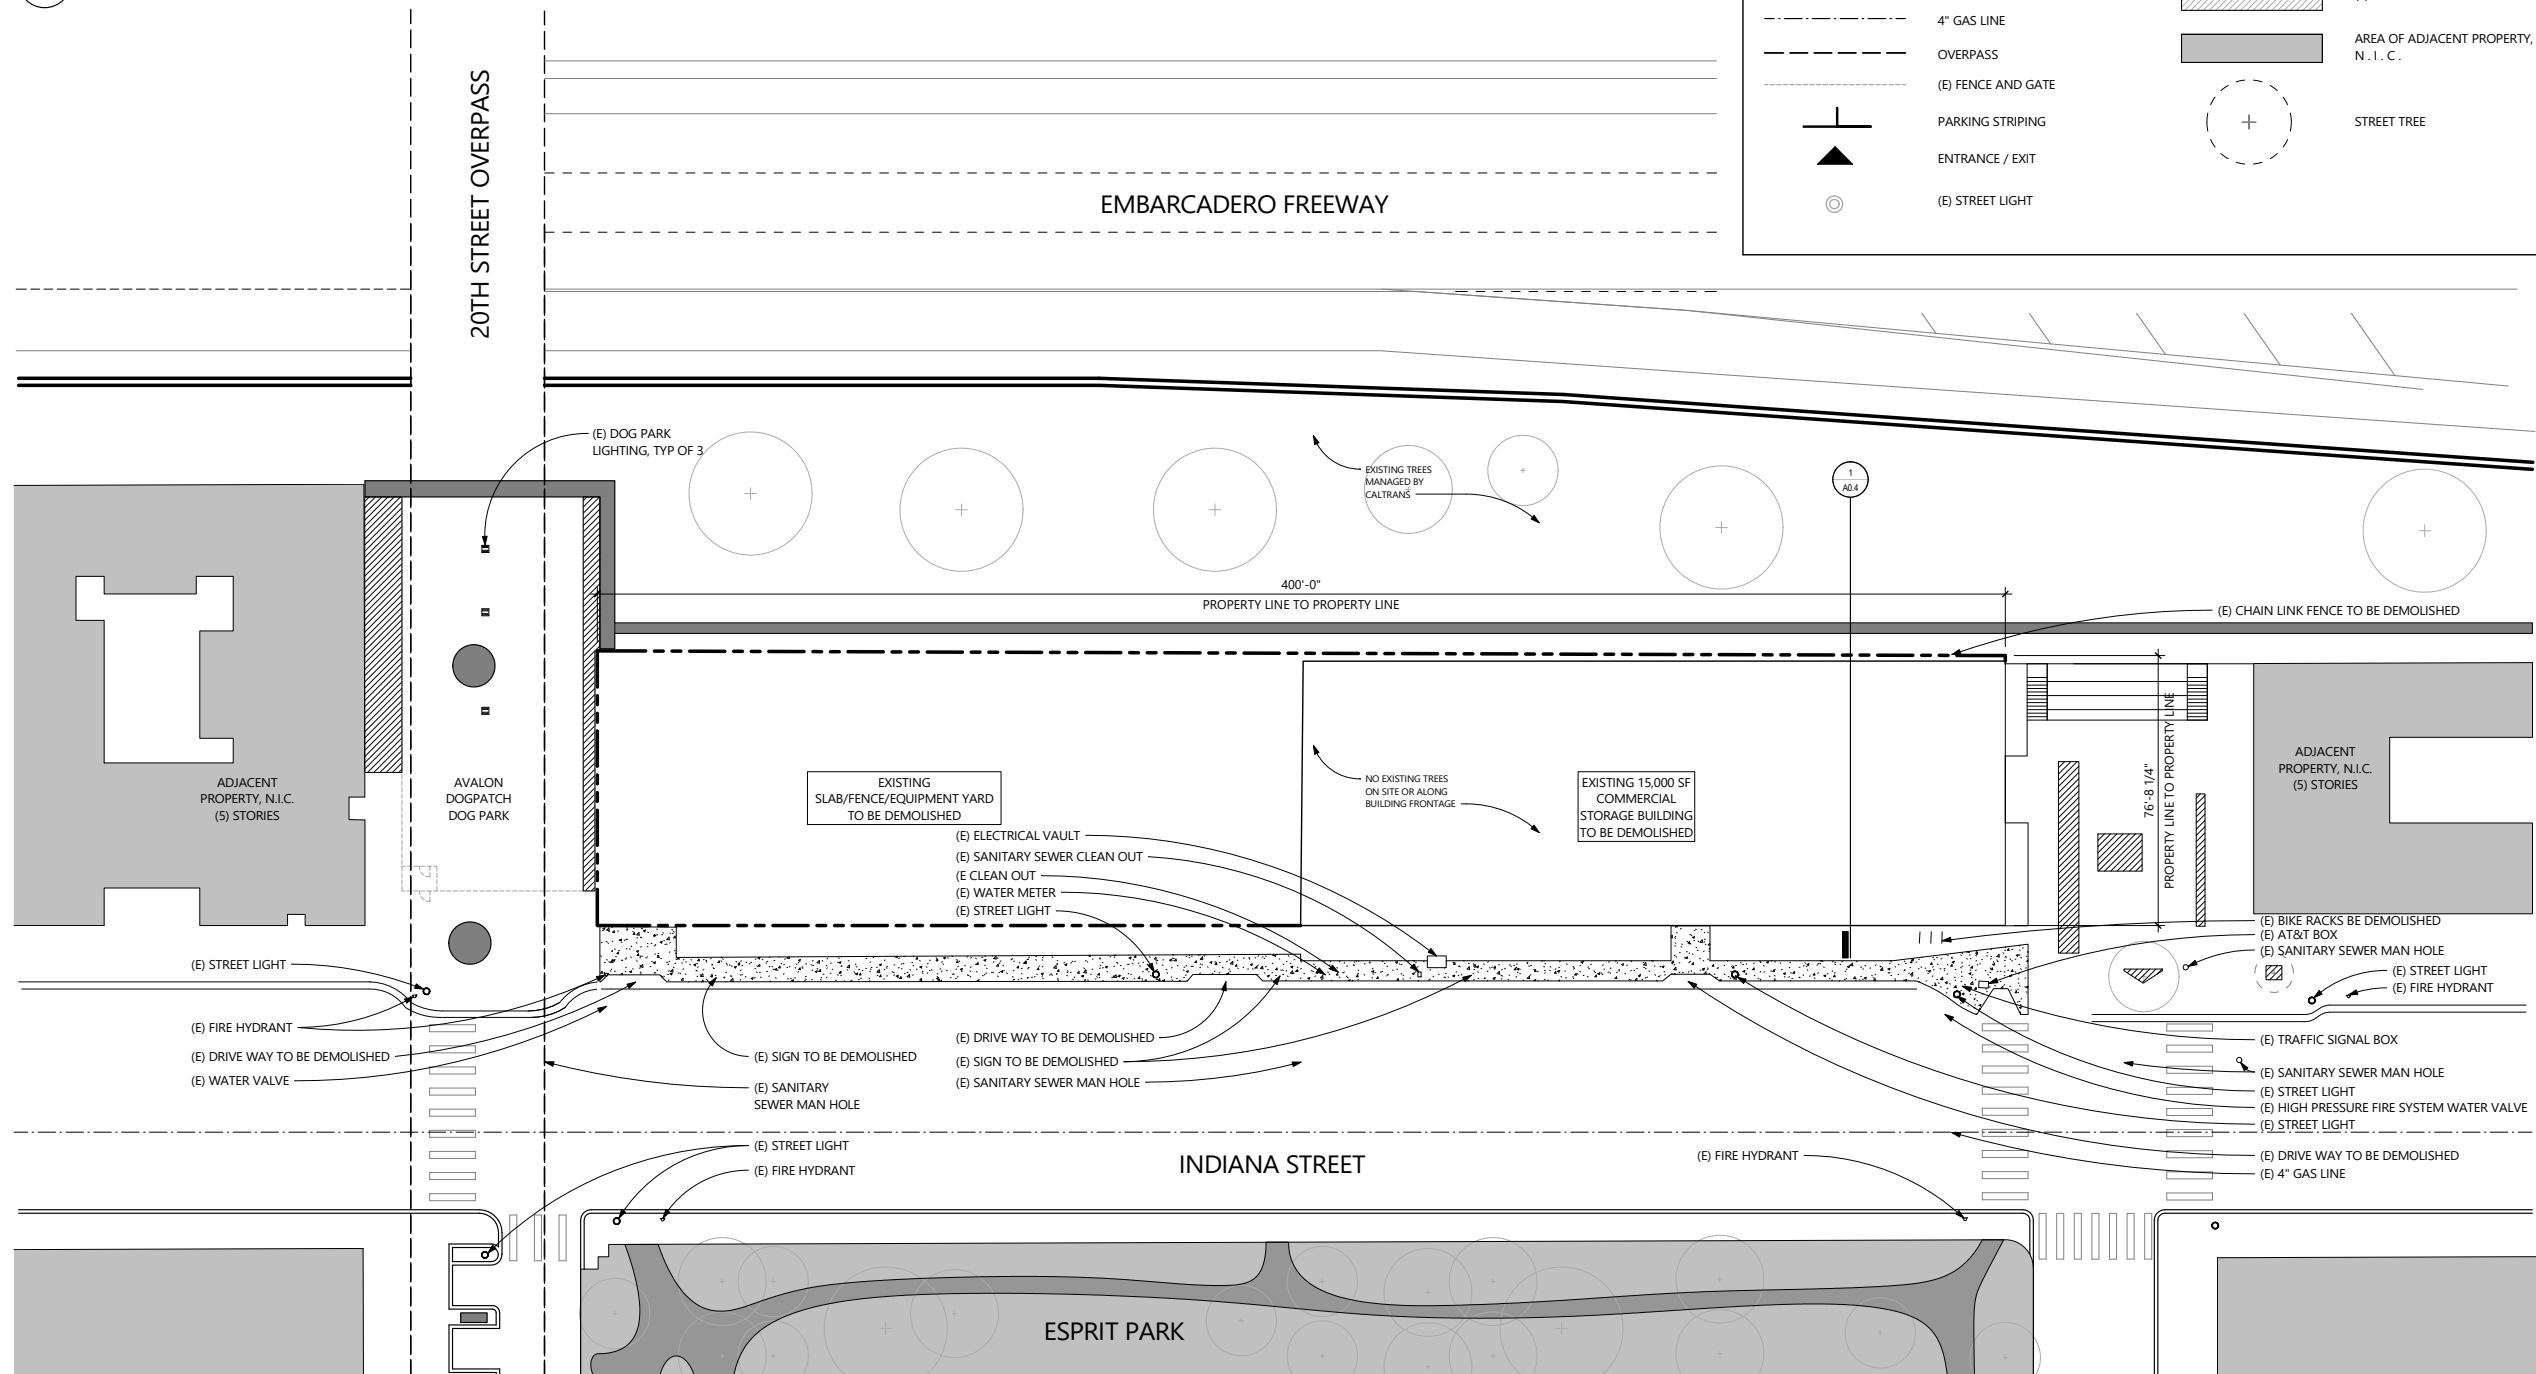 4" GAS LINE
OVERPASS
(E) FENCE AND GATE
PARKING STRIPING
ENTRANCE / EXIT
(E) STREET LIGHT
AREA OF ADJACENT PROPERTY,
N.I.C.
STREET TREE
20TH STREET OVERPASS
EMBARCADERO FREEWAY
(E) DOG PARK
LIGHTING, TYP OF 3
EXISTING TREES
MANAGED BY
CALTRANS
1
A0.4
400'-0"
PROPERTY LINE TO PROPERTY LINE
(E) CHAIN LINK FENCE TO BE DEMOLISHED
ADJACENT
PROPERTY, N.I.C.
(5) STORIES
AVALON
DOGPATCH
DOG PARK
EXISTING
SLAB/FENCE/EQUIPMENT YARD
TO BE DEMOLISHED
NO EXISTING TREES
ON SITE OR ALONG
BUILDING FRONTAGE
EXISTING 15,000 SF
COMMERCIAL
STORAGE BUILDING
TO BE DEMOLISHED
76'-8 1/4"
PROPERTY LINE TO PROPERTY LINE
ADJACENT
PROPERTY, N.I.C.
(5) STORIES
(E) ELECTRICAL VAULT
(E) SANITARY SEWER CLEAN OUT
(E CLEAN OUT
(E) WATER METER
(E) STREET LIGHT
(E) BIKE RACKS BE DEMOLISHED
(E) AT&T BOX
(E) SANITARY SEWER MAN HOLE
(E) STREET LIGHT
(E) FIRE HYDRANT
(E) STREET LIGHT
(E) FIRE HYDRANT
(E) DRIVE WAY TO BE DEMOLISHED
(E) WATER VALVE
(E) SIGN TO BE DEMOLISHED
(E) SANITARY
SEWER MAN HOLE
(E) DRIVE WAY TO BE DEMOLISHED
(E) SIGN TO BE DEMOLISHED
(E) SANITARY SEWER MAN HOLE
(E) TRAFFIC SIGNAL BOX
(E) SANITARY SEWER MAN HOLE
(E) STREET LIGHT
(E) HIGH PRESSURE FIRE SYSTEM WATER VALVE
(E) STREET LIGHT
(E) DRIVE WAY TO BE DEMOLISHED
(E) 4" GAS LINE
(E) STREET LIGHT
(E) FIRE HYDRANT
INDIANA STREET
(E) FIRE HYDRANT
ESPRIT PARK